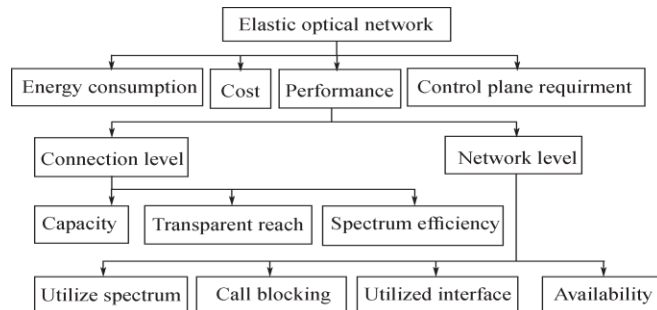 Elastic optical network
Energy consumption
Cost
Performance
Control plane requirment
Connection level
Network level
Capacity
Transparent reach
Spectrum efficiency
Utilize spectrum
Call blocking
Utilized interface
Availability